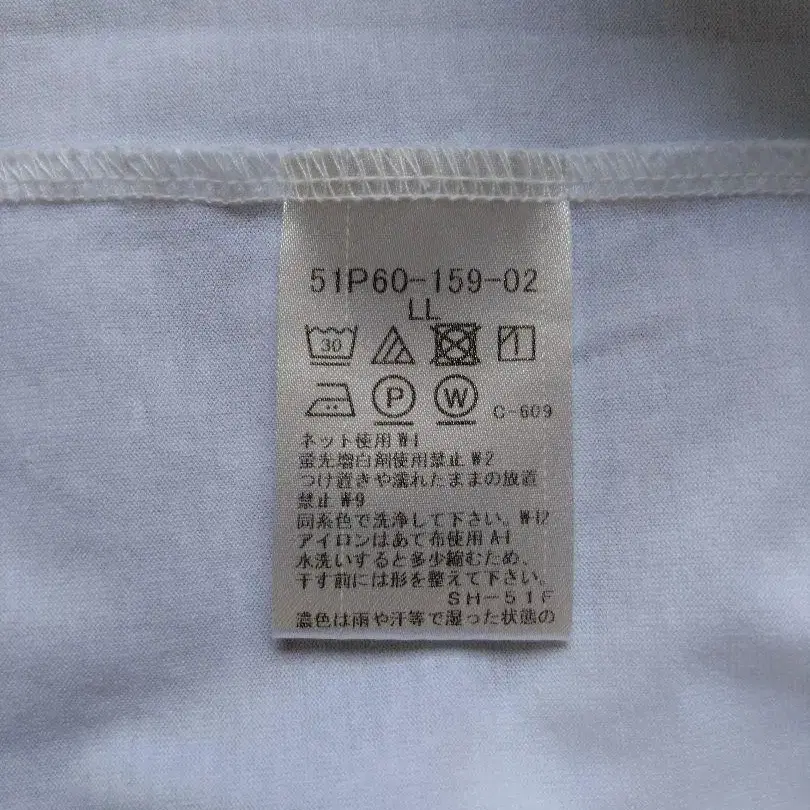 51P60-159-02
LL
30
P W C-609
ネット使用 W-1
蛍光増白剤使用禁止 W-2
つけ置きや濡れたままの放置
禁止 W-9
同系色で洗浄して下さい。W-12
アイロンはあて布使用 A-1
水洗いすると多少縮むため、
干す前には形を整えて下さい。
SH-51F
濃色は雨や汗等で湿った状態の